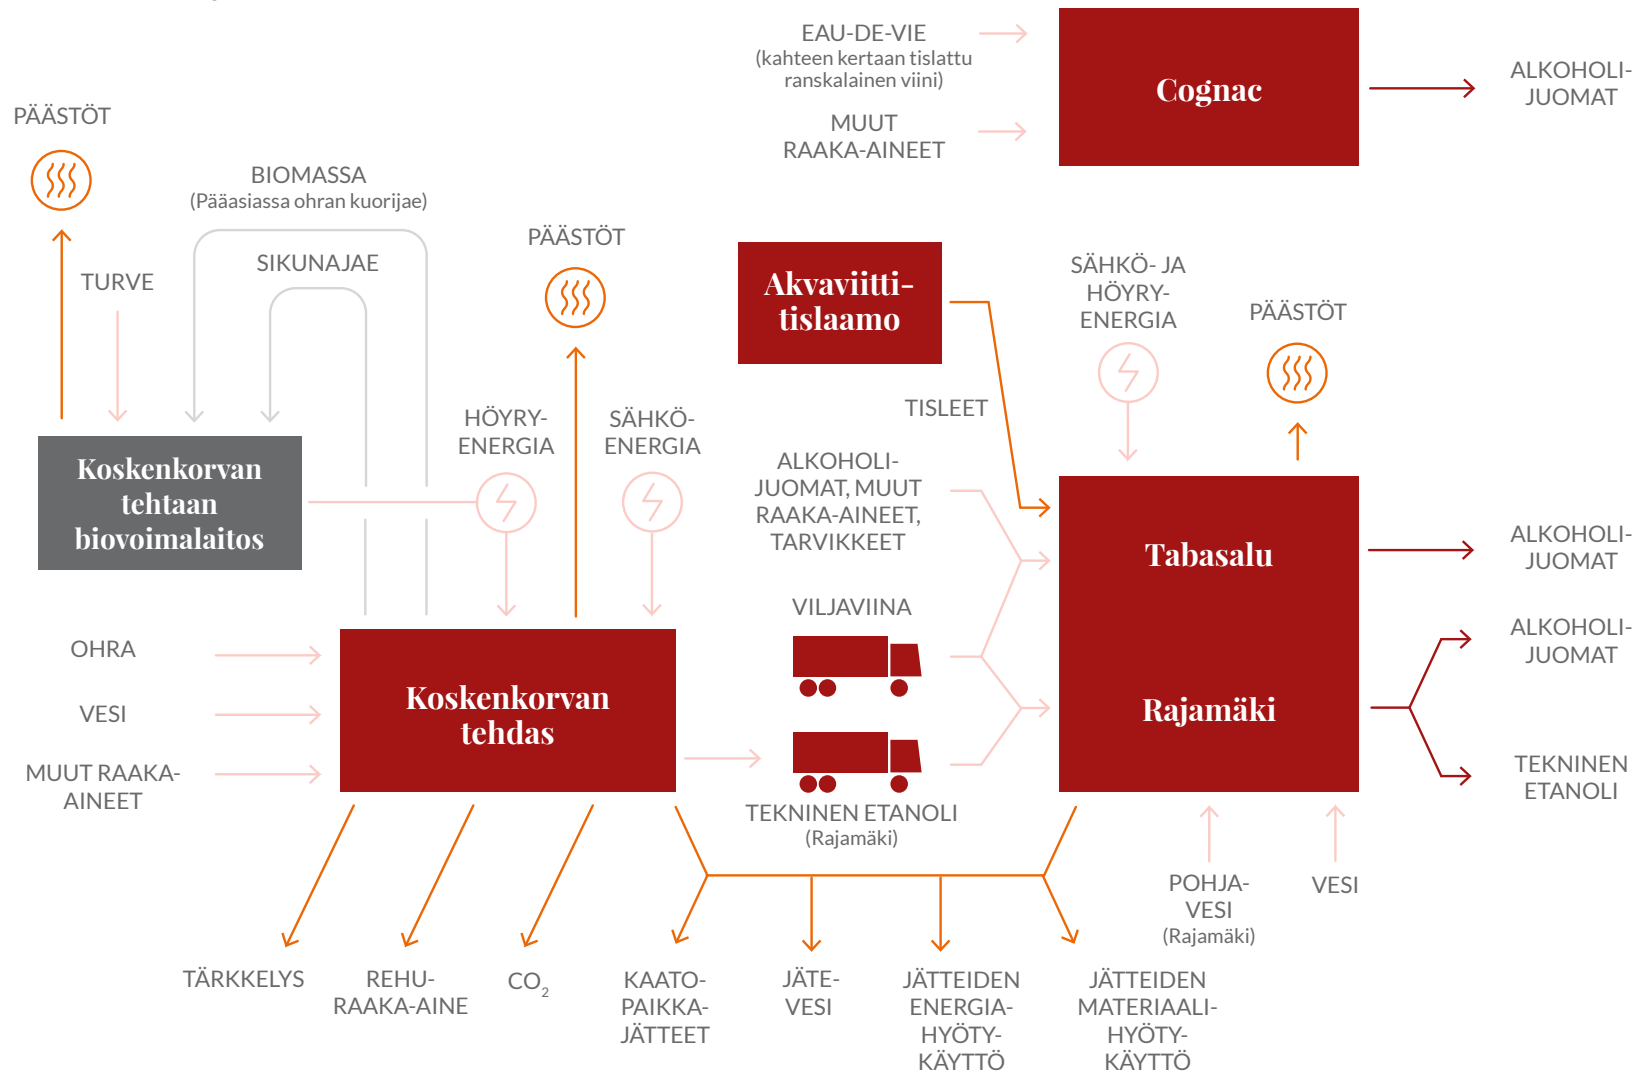 EAU-DE-VIE
(kahteen kertaan tislattu
ranskalainen viini)
MUUT
RAAKA-AINEET
Cognac
ALKOHOLI-
JUOMAT
PÄÄSTÖT
BIOMASSA
(Pääasiassa ohran kuorijae)
SIKUNAJAE
TURVE
PÄÄSTÖT
Akvaviitti-
tislaamo
SÄHKÖ- JA
HÖYRY-
ENERGIA
PÄÄSTÖT
TISLEET
HÖYRY-
ENERGIA
SÄHKÖ-
ENERGIA
Koskenkorvan
tehtaan
biovoimalaitos
ALKOHOLI-
JUOMAT, MUUT
RAAKA-AINEET,
TARVIKKEET
Tabasalu
ALKOHOLI-
JUOMAT
VILJAVIINA
OHRA
VESI
MUUT RAAKA-
AINEET
Koskenkorvan
tehdas
Rajamäki
ALKOHOLI-
JUOMAT
TEKNINEN
ETANOLI
TEKNINEN ETANOLI
(Rajamäki)
POHJA-
VESI
(Rajamäki)
VESI
TÄRKKELYS
REHU-
RAAKA-AINE
CO2
KAATO-
PAIKKA-
JÄTTEET
JÄTE-
VESI
JÄTTEIDEN
ENERGIA-
HYÖTY-
KÄYTTÖ
JÄTTEIDEN
MATERIAALI-
HYÖTY-
KÄYTTÖ